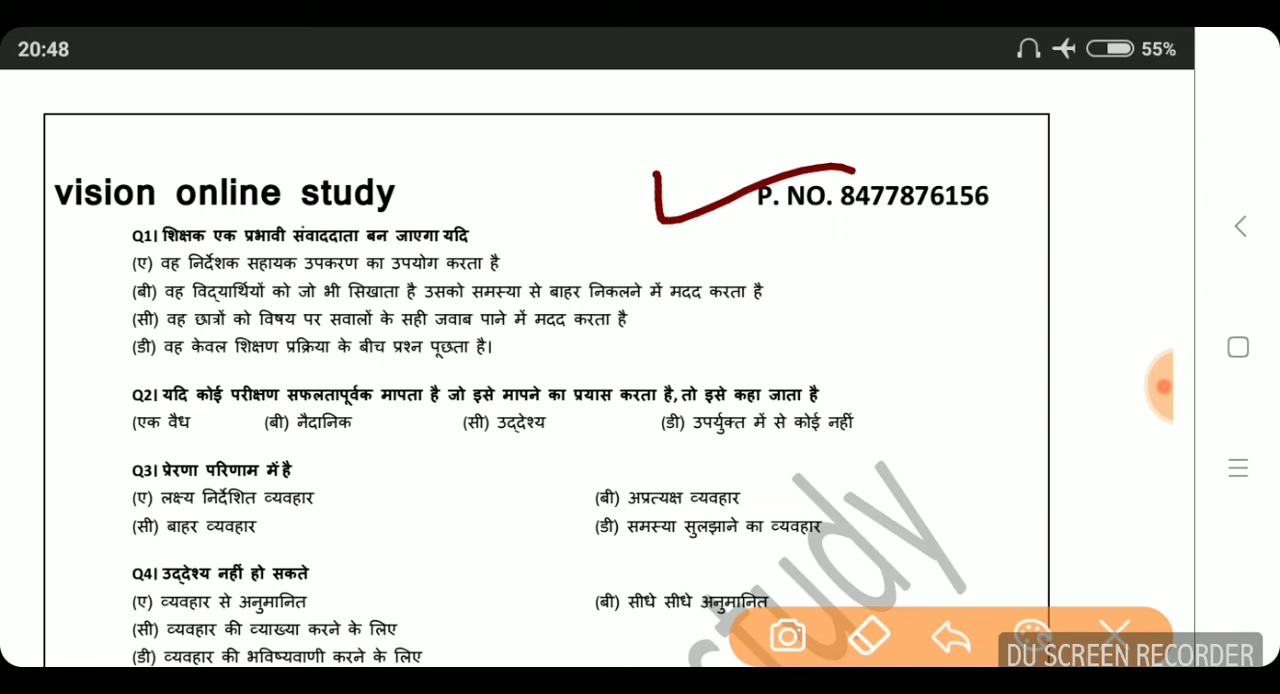 20:48
55%
vision online study
P. NO. 8477876156
Q1। शिक्षक एक प्रभावी संवाददाता बन जाएगा यदि
(ए) वह निर्देशक सहायक उपकरण का उपयोग करता है
(बी) वह विद्यार्थियों को जो भी सिखाता है उसको समस्या से बाहर निकलने में मदद करता है
(सी) वह छात्रों को विषय पर सवालों के सही जवाब पाने में मदद करता है
(डी) वह केवल शिक्षण प्रक्रिया के बीच प्रश्न पूछता है।
Q2। यदि कोई परीक्षण सफलतापूर्वक मापता है जो इसे मापने का प्रयास करता है, तो इसे कहा जाता है
(एक वैध (बी) नैदानिक (सी) उद्देश्य (डी) उपर्युक्त में से कोई नहीं
Q3। प्रेरणा परिणाम में है
(ए) लक्ष्य निर्देशित व्यवहार (बी) अप्रत्यक्ष व्यवहार
(सी) बाहर व्यवहार (डी) समस्या सुलझाने का व्यवहार
Q4। उद्देश्य नहीं हो सकते
(ए) व्यवहार से अनुमानित (बी) सीधे सीधे अनुमानित
(सी) व्यवहार की व्याख्या करने के लिए
(डी) व्यवहार की भविष्यवाणी करने के लिए
study
DU SCREEN RECORDER